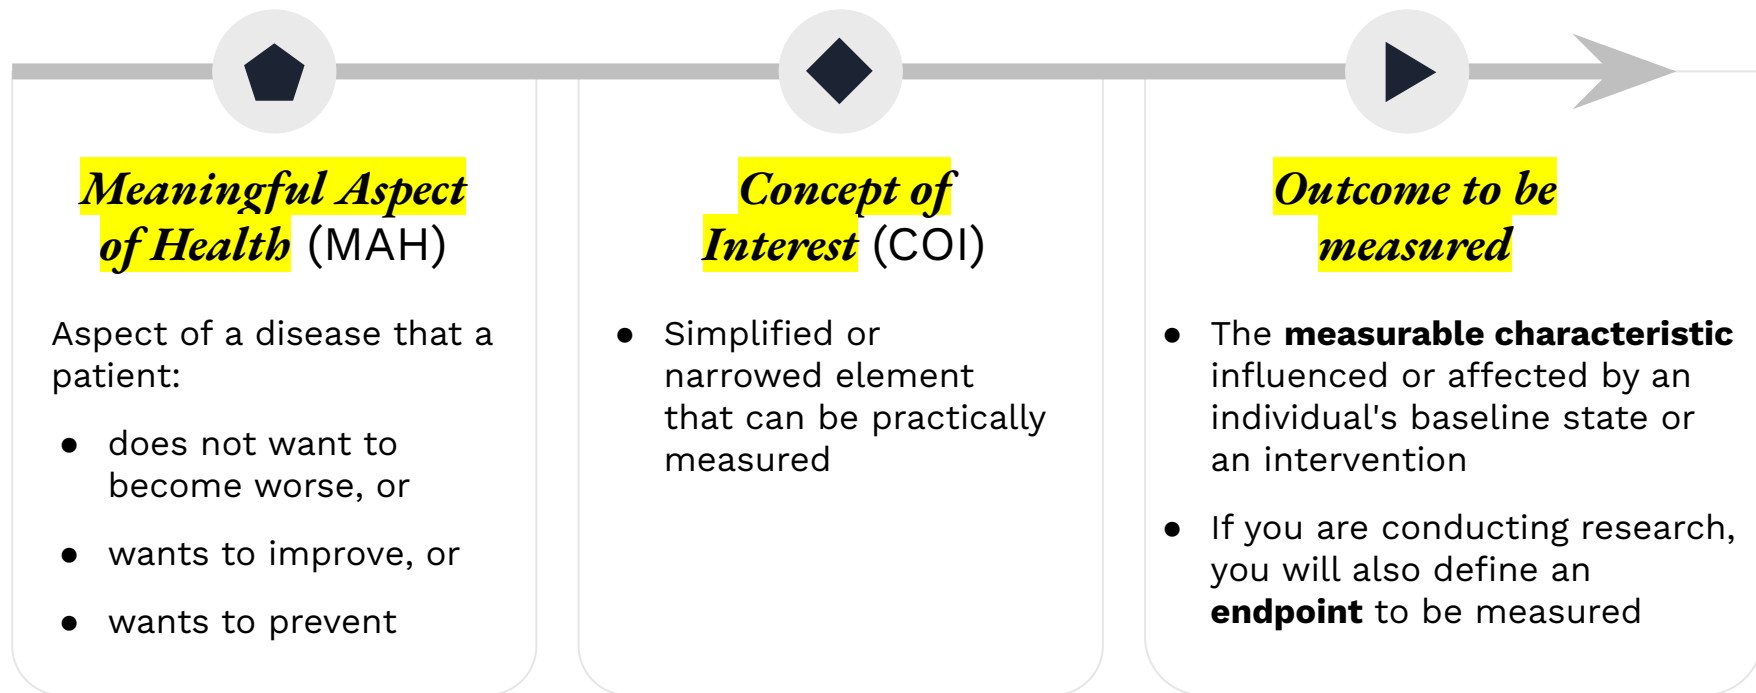 Meaningful Aspect
of Health (MAH)
Aspect of a disease that a
patient:
● does not want to
become worse, or
● wants to improve, or
● wants to prevent
Concept of
Interest (COI)
● Simplified or
narrowed element
that can be practically
measured
Outcome to be
measured
● The measurable characteristic
influenced or affected by an
individual's baseline state or
an intervention
● If you are conducting research,
you will also define an
endpoint to be measured